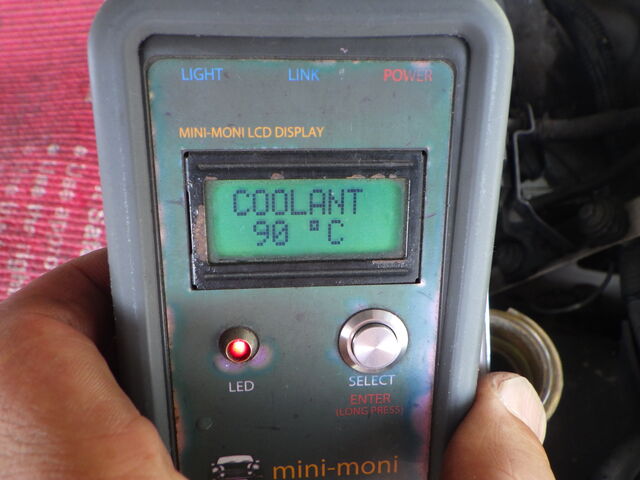 LIGHT LINK POWER
MINI-MONI LCD DISPLAY
COOLANT
90 °C
LED
SELECT
ENTER
(LONG PRESS)
mini-moni